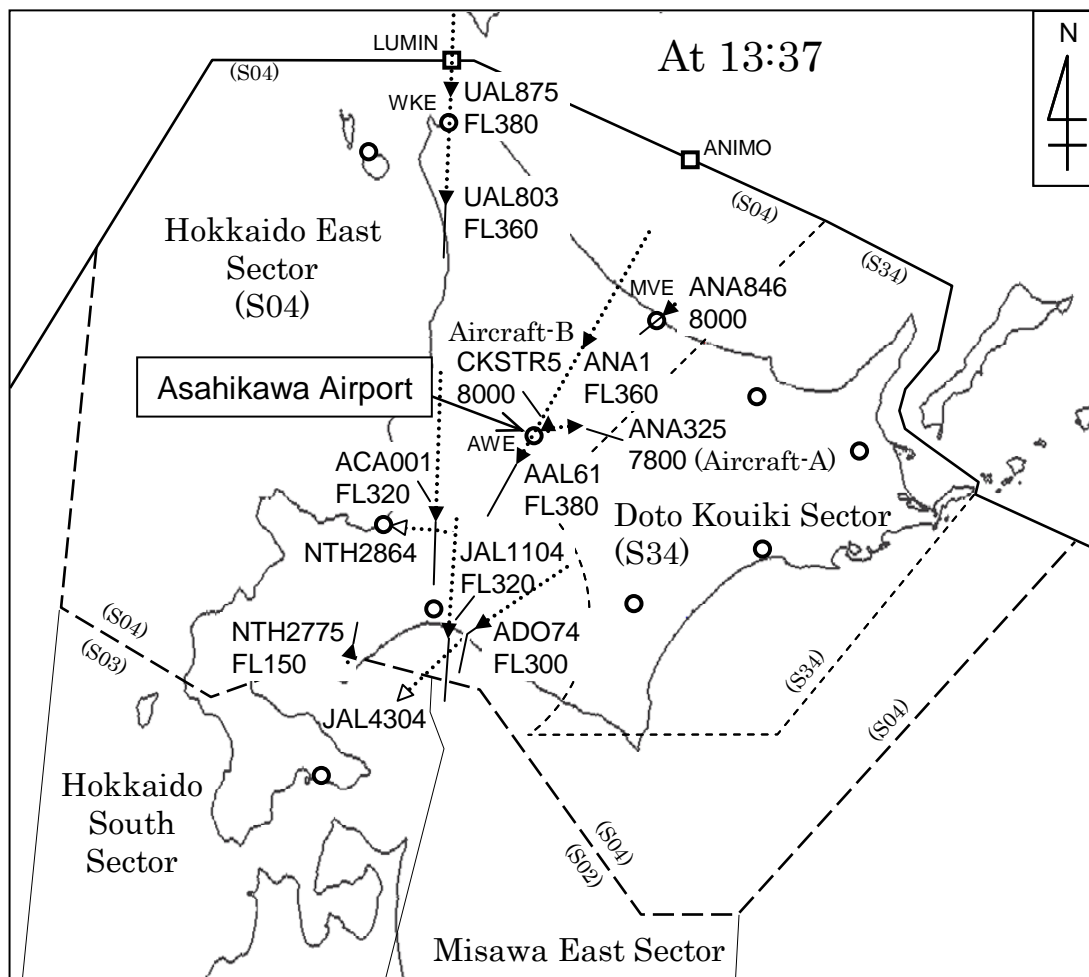 At 13:37
N
LUMIN
(S04)
UAL875
FL380
WKE
ANIMO
(S04)
UAL803
FL360
Hokkaido East
Sector
(S04)
(S34)
MVE
ANA846
8000
Aircraft-B
CKSTR5
8000
ANA1
FL360
Asahikawa Airport
AWE
ANA325
7800 (Aircraft-A)
ACA001
FL320
AAL61
FL380
Doto Kouiki Sector
(S34)
NTH2864
JAL1104
FL320
(S04)
(S03)
NTH2775
FL150
ADO74
FL300
JAL4304
(S34)
(S04)
Hokkaido
South
Sector
(S04)
(S02)
Misawa East Sector